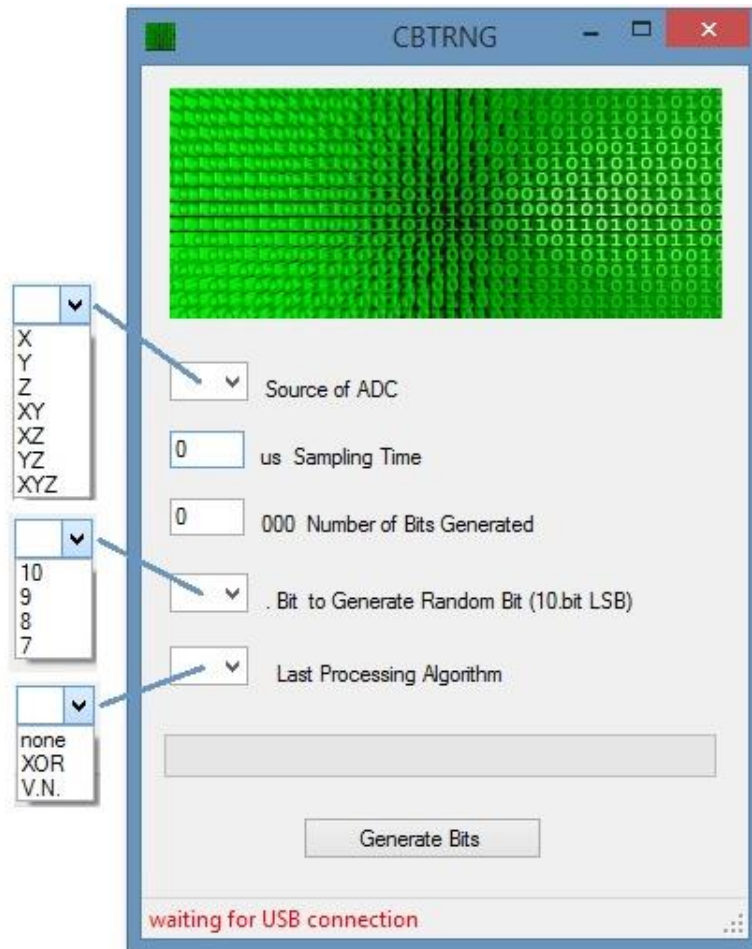 CBTRNG
X
Y
Z
XY
XZ
YZ
XYZ
Source of ADC
0
us Sampling Time
0
000 Number of Bits Generated
10
9
8
7
. Bit to Generate Random Bit (10.bit LSB)
none
XOR
V.N.
Last Processing Algorithm
Generate Bits
waiting for USB connection